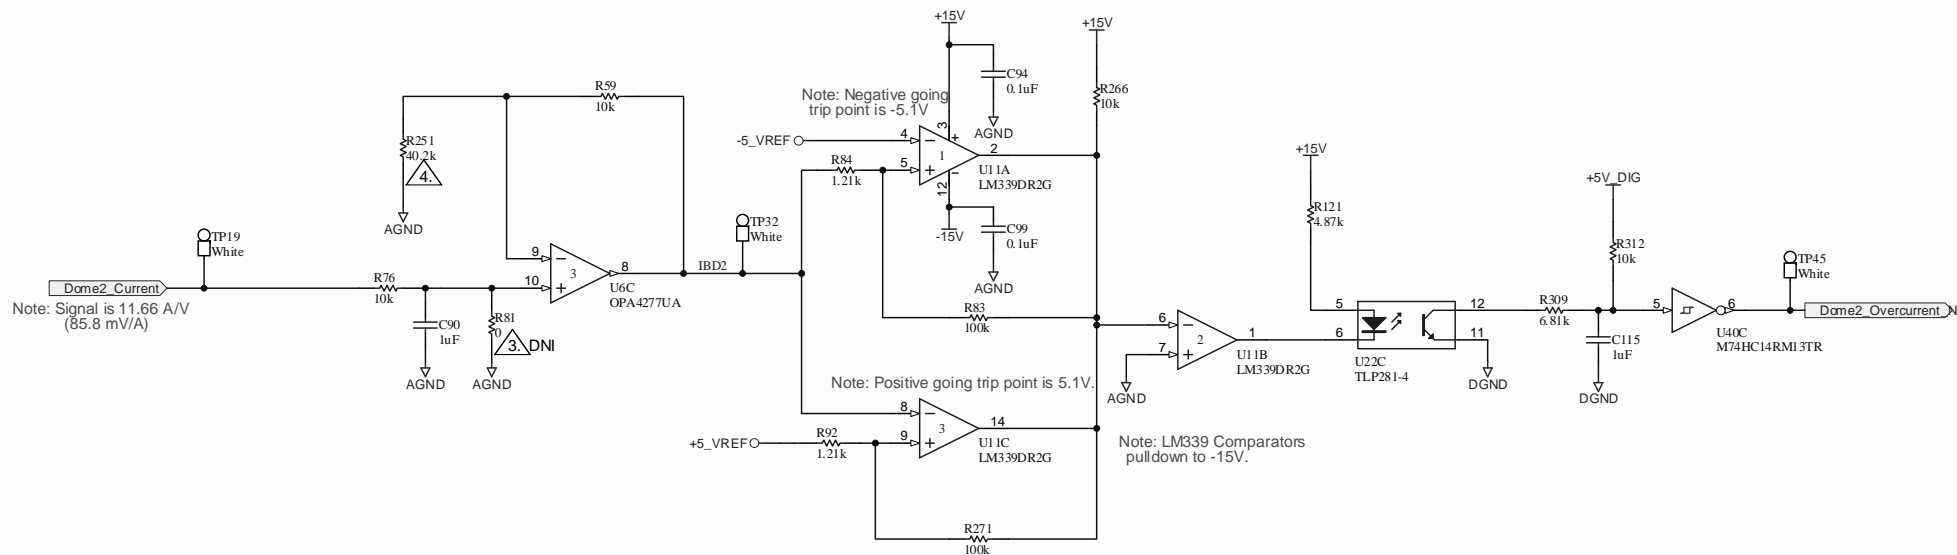 +15V
+15V
C94
0.1uF
R59
10k
R266
10k
Note: Negative going
trip point is -5.1V
AGND
3
+
-5_VREF
4
1
2
R251
40.2k
4.
R84
1.21k
5
U11A
LM339DR2G
+15V
12
-
+5V_DIG
AGND
TP19
White
TP32
White
C99
0.1uF
-15V
R121
4.87k
R312
10k
TP45
White
9
3
8
IBD2
10
U6C
OPA4277UA
Dome2_Current
R76
10k
AGND
Note: Signal is 11.66 A/V
(85.8 mV/A)
C90
1uF
R81
0
3.
DNI
AGND
AGND
R83
100k
6
7
2
1
U11B
LM339DR2G
AGND
5
6
12
11
U22C
TLP281-4
DGND
R309
6.81k
C115
1uF
DGND
5
6
U40C
M74HC14RM13TR
Dome2_Overcurrent_N
Note: Positive going trip point is 5.1V.
8
3
14
+5_VREF
R92
1.21k
9
U11C
LM339DR2G
Note: LM339 Comparators
pulldown to -15V.
R271
100k